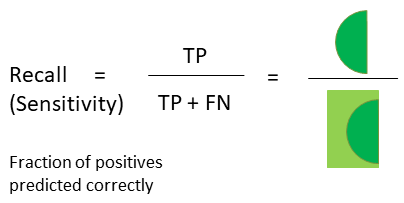 Recall = TP / TP + FN =
(Sensitivity)
Fraction of positives
predicted correctly